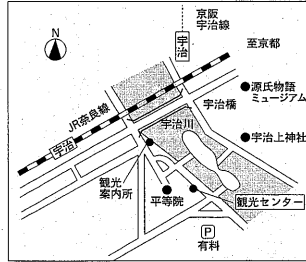 N
京阪
宇治線
宇治
至京都
源氏物語
ミュージアム
JR奈良線
宇治橋
宇治川
宇治
宇治上神社
観光
案内所
平等院
観光センター
P
有料